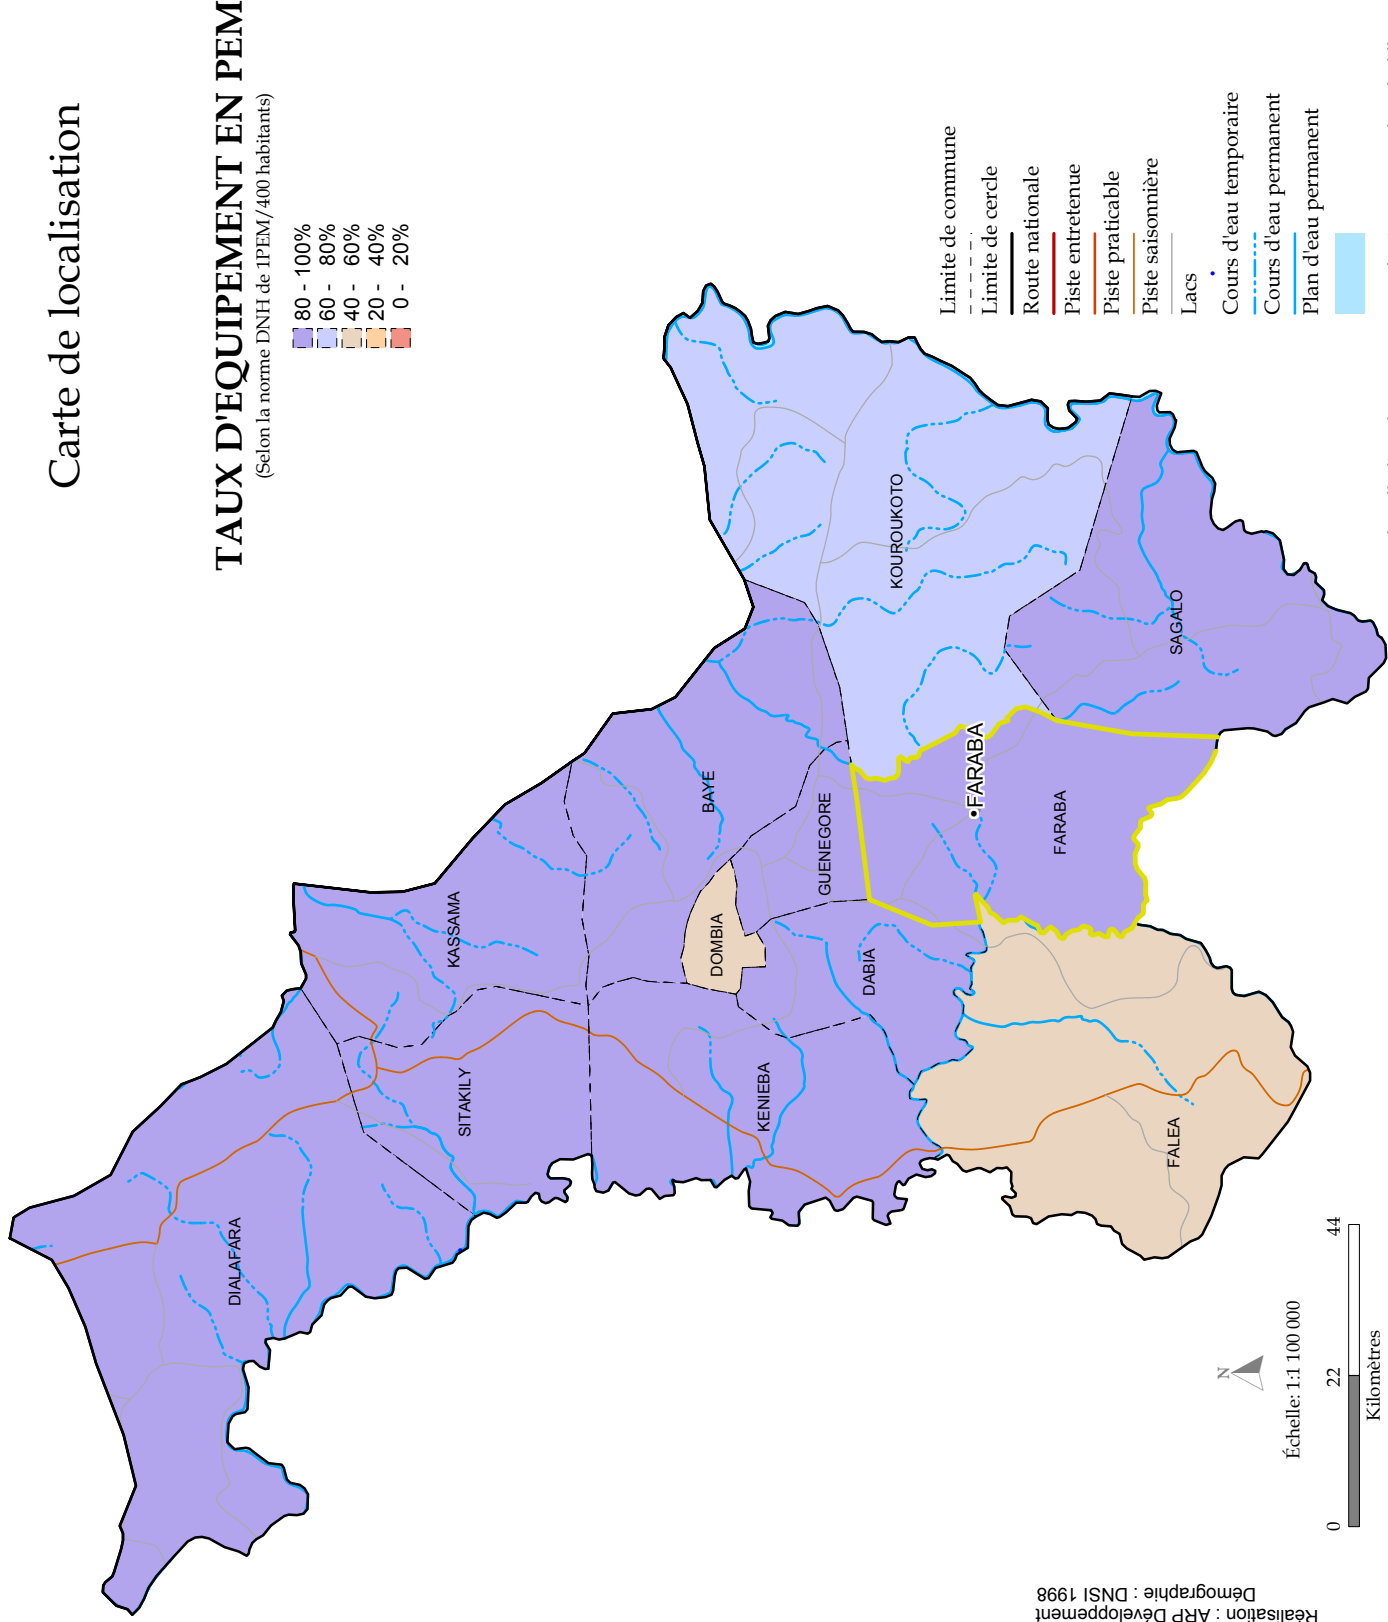 Carte de localisation
TAUX D'EQUIPEMENT EN PEM
(Selon la norme DNH de 1PEM/400 habitants)
80 - 100%
60 - 80%
40 - 60%
20 - 40%
0 - 20%
DIALAFARA
SITAKILY
KASSAMA
KENIEBA
DOMBIA
BAYE
DABIA
GUENEGORE
KOUROUKOTO
FARABA
FARABA
FALEA
SAGALO
Limite de commune
Limite de cercle
Route nationale
Piste entretenue
Piste praticable
Piste saisonnière
Lacs
Cours d'eau temporaire
Cours d'eau permanent
Plan d'eau permanent
N
Échelle: 1:1 100 000
0 22 44
Kilomètres
Réalisation : ARP Développement
Démographie : DNSI 1998